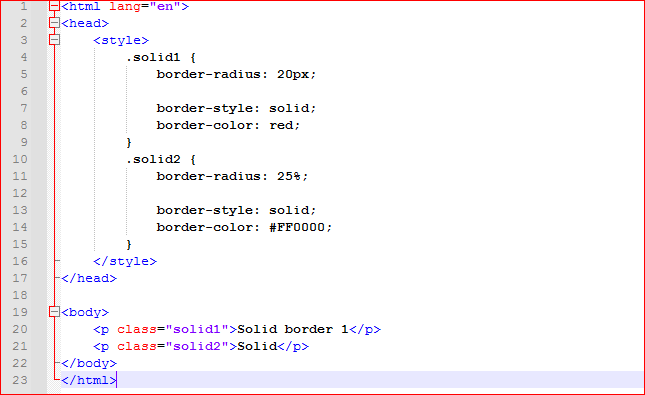 1 <html lang="en">
2 <head>
3     <style>
4         .solid1 {
5             border-radius: 20px;
6
7             border-style: solid;
8             border-color: red;
9         }
10         .solid2 {
11             border-radius: 25%;
12
13             border-style: solid;
14             border-color: #FF0000;
15         }
16     </style>
17 </head>
18
19 <body>
20     <p class="solid1">Solid border 1</p>
21     <p class="solid2">Solid</p>
22 </body>
23 </html>